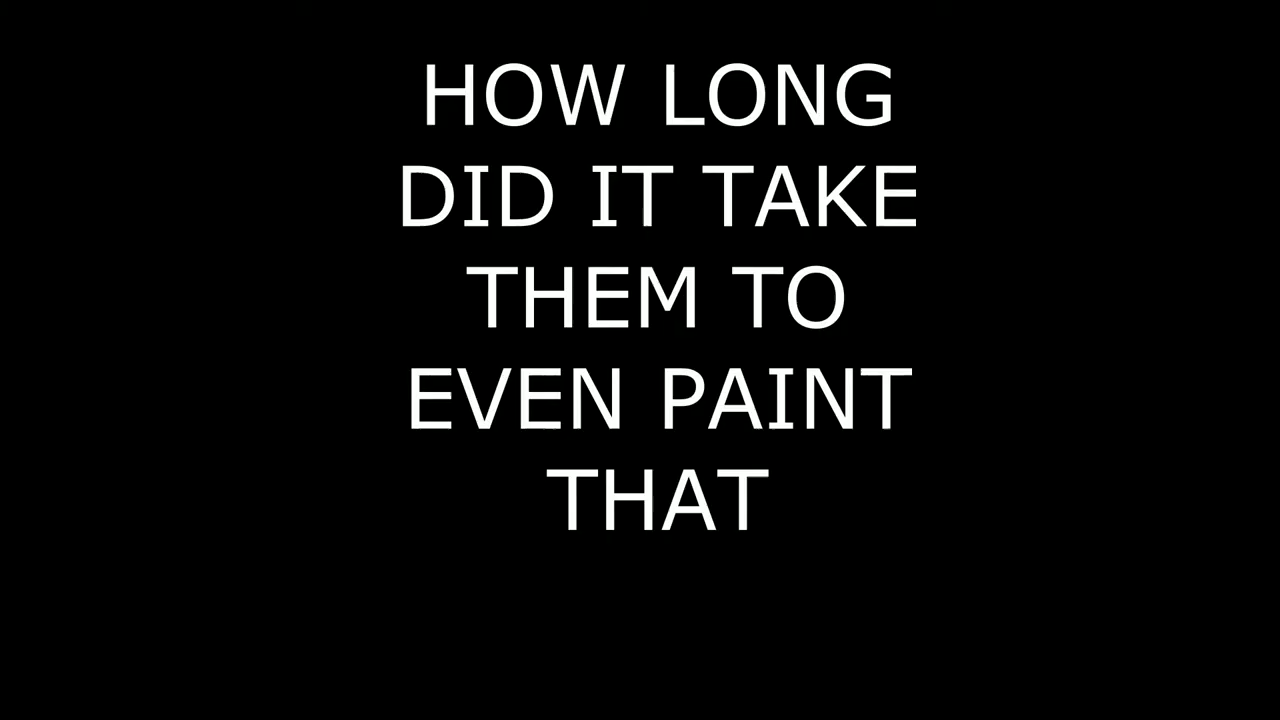 HOW LONG
DID IT TAKE
THEM TO
EVEN PAINT
THAT